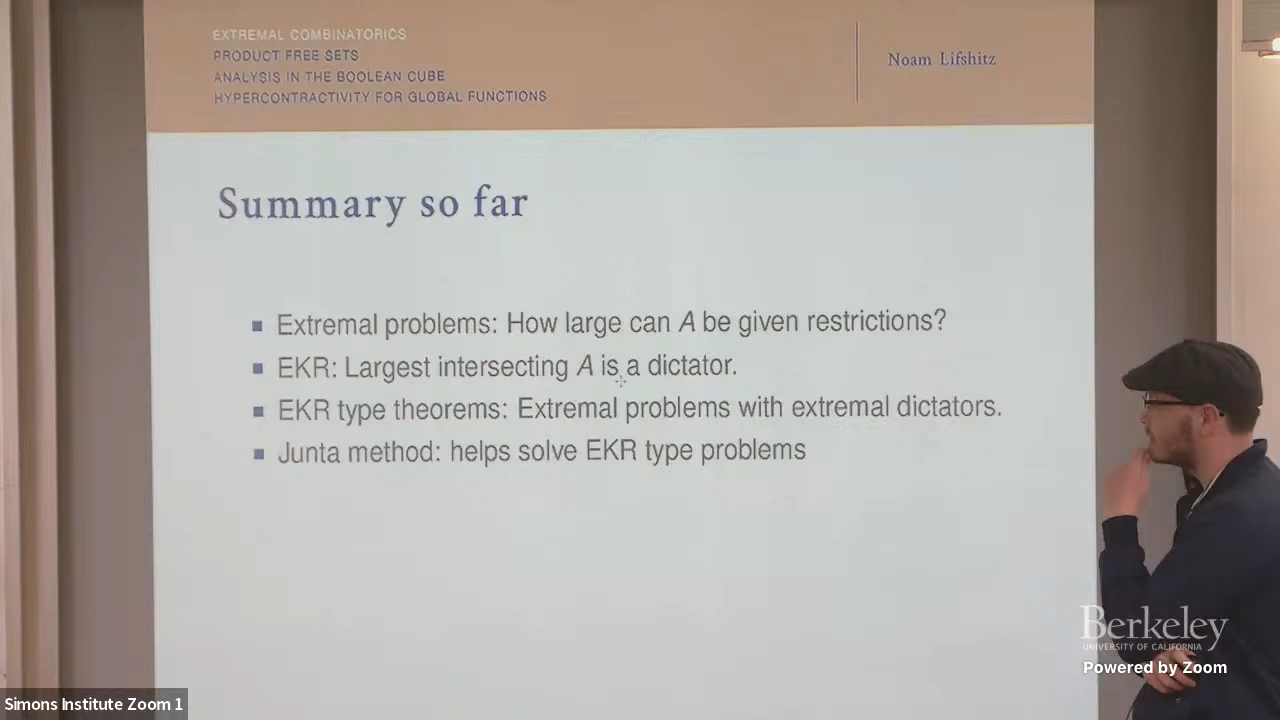 EXTREMAL COMBINATORICS
PRODUCT FREE SETS
ANALYSIS IN THE BOOLEAN CUBE
HYPERCONTRACTIVITY FOR GLOBAL FUNCTIONS
Noam Lifshitz
Summary so far
Extremal problems: How large can A be given restrictions?
EKR: Largest intersecting A is a dictator.
EKR type theorems: Extremal problems with extremal dictators.
Junta method: helps solve EKR type problems
Berkeley
UNIVERSITY OF CALIFORNIA
Powered by Zoom
Simons Institute Zoom 1